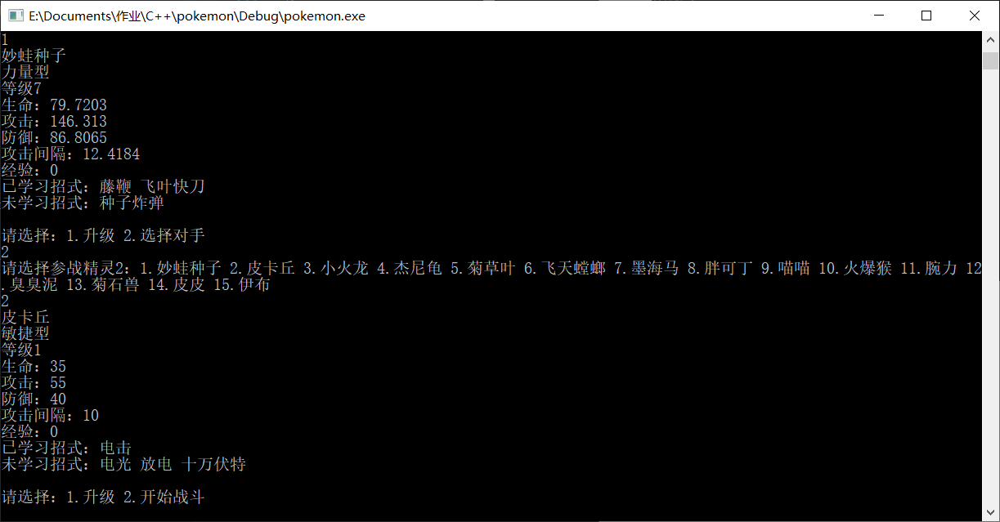 E:\Documents\作业\C++\pokemon\Debug\pokemon.exe
1
妙蛙种子
力量型
等级7
生命：79.7203
攻击：146.313
防御：86.8065
攻击间隔：12.4184
经验：0
已学习招式：藤鞭 飞叶快刀
未学习招式：种子炸弹
请选择：1.升级 2.选择对手
2
请选择参战精灵2：1.妙蛙种子 2.皮卡丘 3.小火龙 4.杰尼龟 5.菊草叶 6.飞天螳螂 7.墨海马 8.胖可丁 9.喵喵 10.火爆猴 11.腕力 12
.臭臭泥 13.菊石兽 14.皮皮 15.伊布
2
皮卡丘
敏捷型
等级1
生命：35
攻击：55
防御：40
攻击间隔：10
经验：0
已学习招式：电击
未学习招式：电光 放电 十万伏特
请选择：1.升级 2.开始战斗